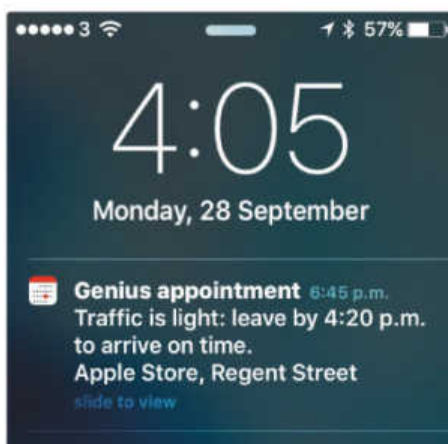 3 57%
4:05
Monday, 28 September
Genius appointment 6:45 p.m.
Traffic is light: leave by 4:20 p.m.
to arrive on time.
Apple Store, Regent Street
slide to view